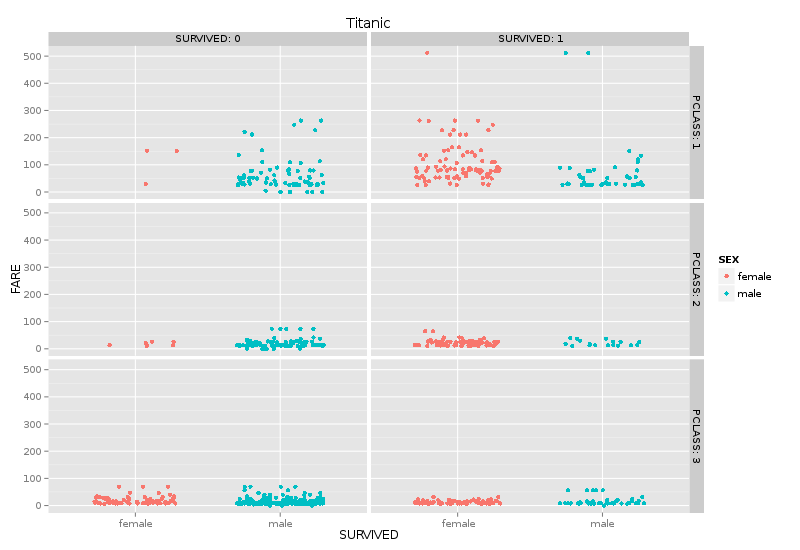 Titanic
SURVIVED: 0
SURVIVED: 1
500
400
300
200
100
0
PCLASS: 1
500
400
300
200
100
0
PCLASS: 2
500
400
300
200
100
0
PCLASS: 3
FARE
female
male
female
male
SURVIVED
SEX
female
male